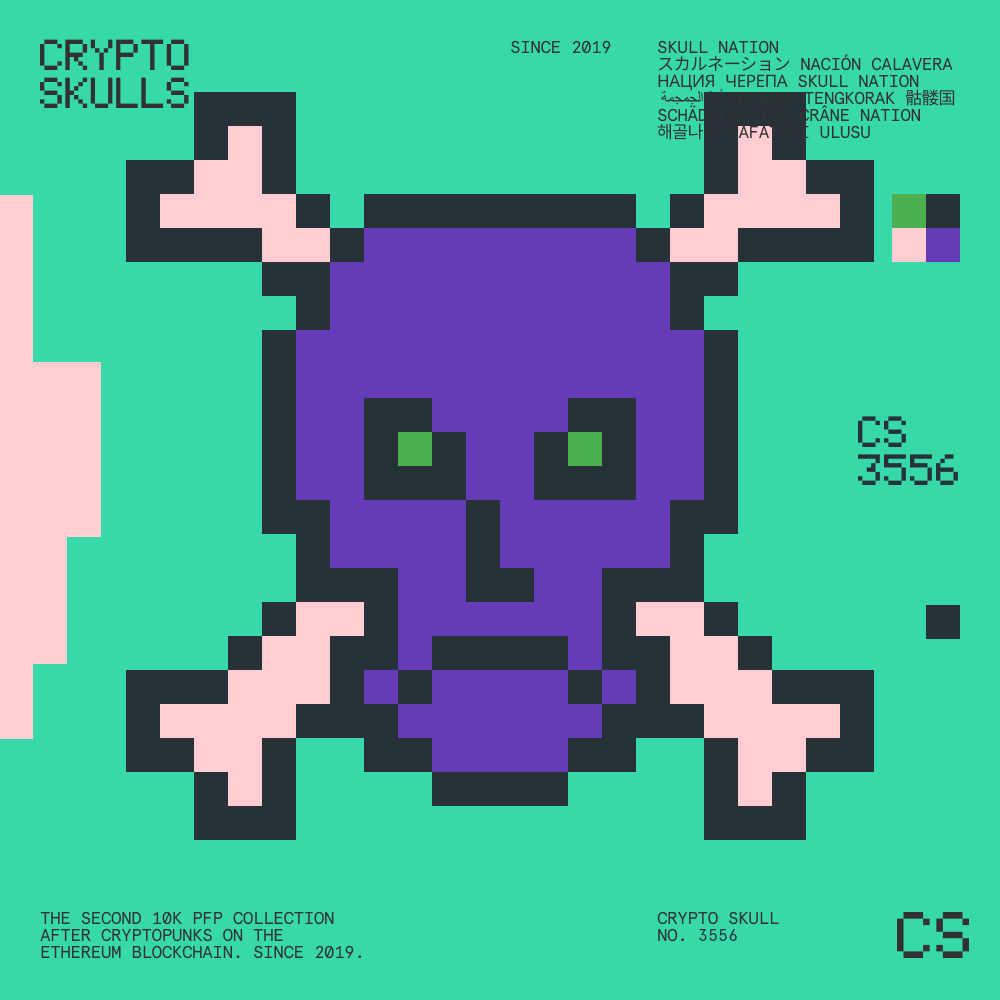 CRYPTO
SKULLS
SINCE 2019
SKULL NATION
スカルネーション NACIÓN CALAVERA
НАЦИЯ ЧЕРЕПА SKULL NATION
الجمجمة TENGKORAK 骷髅国
CRÂNE NATION
해골나 ULUSU
CS
3556
THE SECOND 10K PFP COLLECTION
AFTER CRYPTOPUNKS ON THE
ETHEREUM BLOCKCHAIN. SINCE 2019.
CRYPTO SKULL
NO. 3556
CS